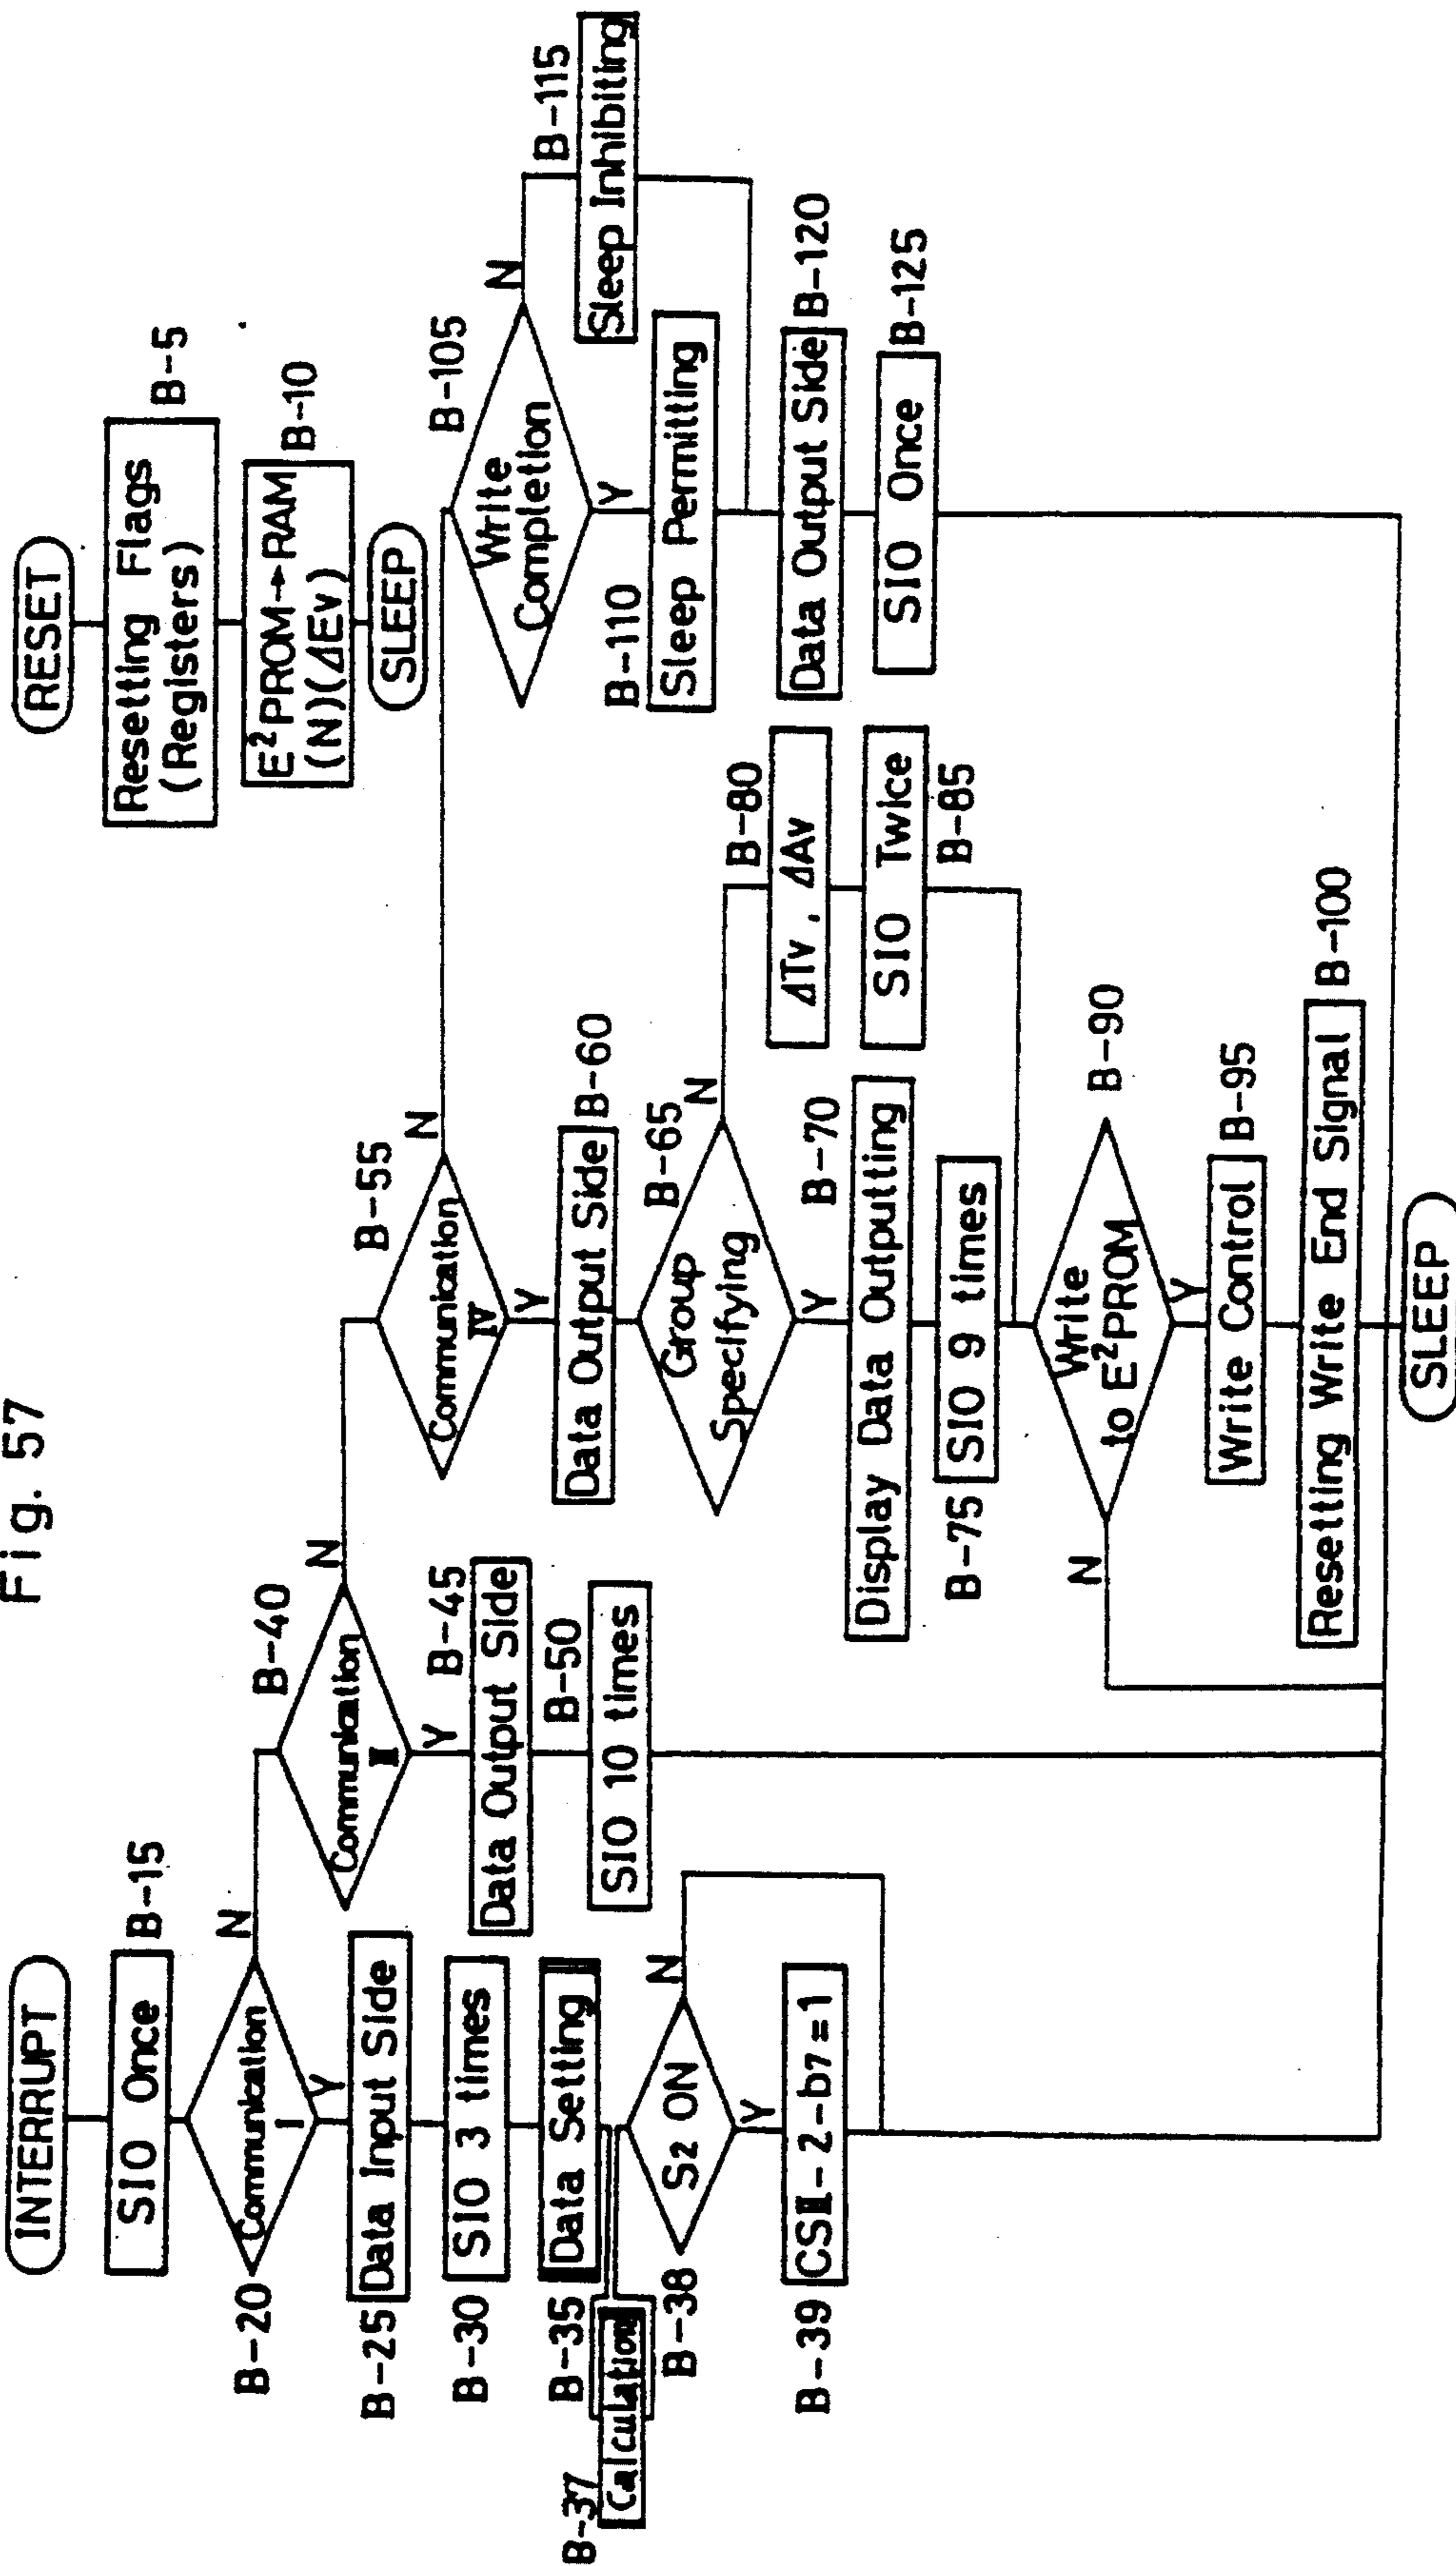 Fig. 57
INTERRUPT
SIO Once
B-15
B-20
Communication
I
N
Y
B-25
Data Input Side
B-30
SIO 3 times
B-35
Data Setting
B-37
Calculation
B-38
S2 ON
N
Y
B-39
CSII-2-b7=1
B-40
Communication
II
N
Y
B-45
Data Output Side
B-50
SIO 10 times
B-55
Communication
IV
N
Y
Data Output Side
B-60
B-65
Group
Specifying
N
Y
B-70
Display Data Outputting
B-75
SIO 9 times
B-80
ΔTv, ΔAv
SIO Twice
B-85
Write
to E²PROM
B-90
N
Y
Write Control
B-95
Resetting Write End Signal
B-100
SLEEP
RESET
Resetting Flags
(Registers)
B-5
E²PROM→RAM
(N)(ΔEv)
B-10
SLEEP
B-105
Write
Completion
N
Y
B-110
Sleep Permitting
B-115
Sleep Inhibiting
Data Output Side
B-120
SIO Once
B-125